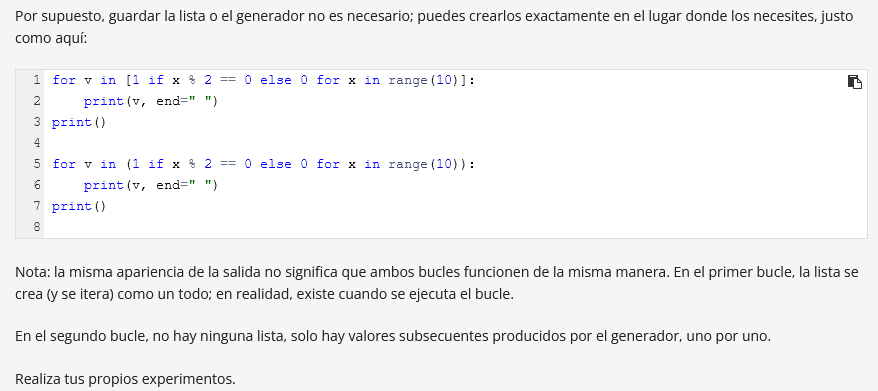 Por supuesto, guardar la lista o el generador no es necesario; puedes crearlos exactamente en el lugar donde los necesites, justo
como aquí:
1 for v in [1 if x % 2 == 0 else 0 for x in range(10)]:
2     print(v, end=" ")
3 print()
4
5 for v in (1 if x % 2 == 0 else 0 for x in range(10)):
6     print(v, end=" ")
7 print()
8
Nota: la misma apariencia de la salida no significa que ambos bucles funcionen de la misma manera. En el primer bucle, la lista se
crea (y se itera) como un todo; en realidad, existe cuando se ejecuta el bucle.
En el segundo bucle, no hay ninguna lista, solo hay valores subsecuentes producidos por el generador, uno por uno.
Realiza tus propios experimentos.